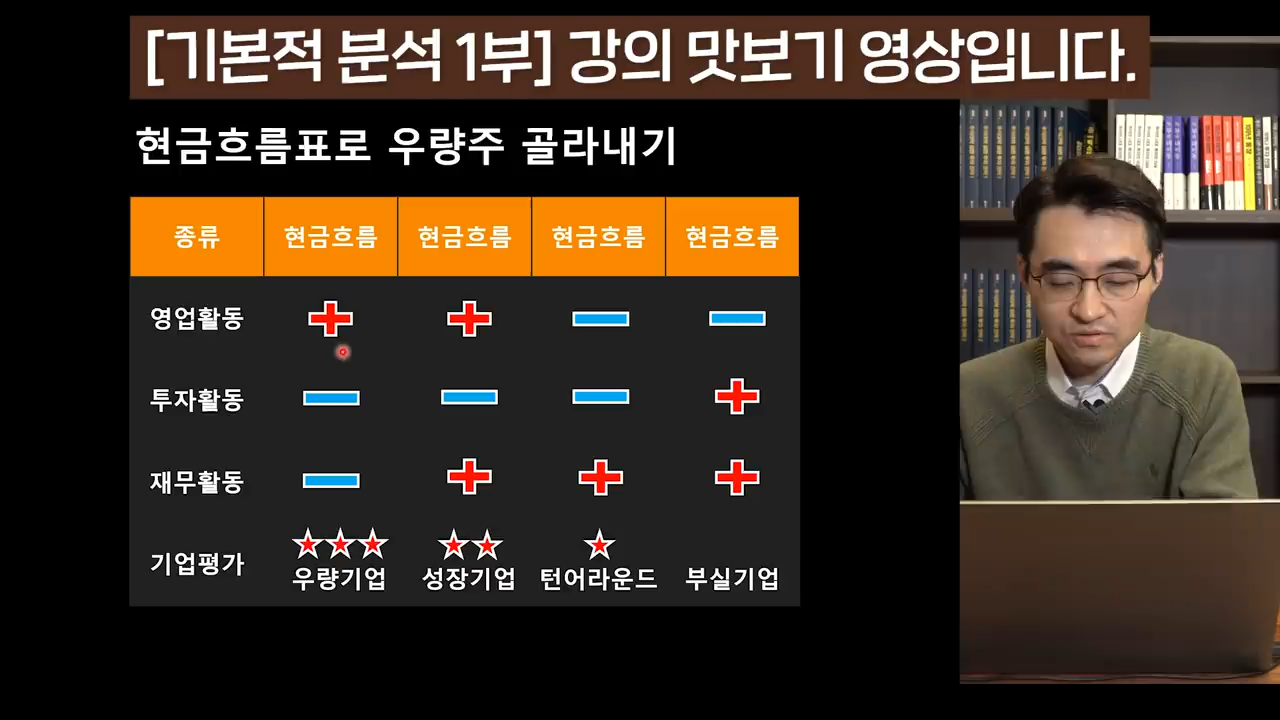 [기본적 분석 1부] 강의 맛보기 영상입니다.
현금흐름표로 우량주 골라내기
종류 현금흐름 현금흐름 현금흐름 현금흐름
영업활동
투자활동
재무활동
기업평가 우량기업 성장기업 턴어라운드 부실기업